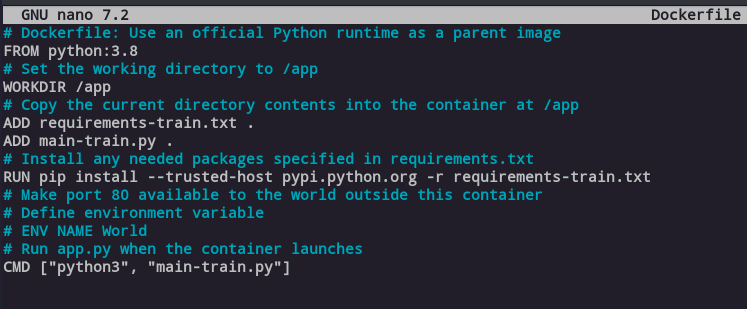 GNU nano 7.2 Dockerfile
# Dockerfile: Use an official Python runtime as a parent image
FROM python:3.8
# Set the working directory to /app
WORKDIR /app
# Copy the current directory contents into the container at /app
ADD requirements-train.txt .
ADD main-train.py .
# Install any needed packages specified in requirements.txt
RUN pip install --trusted-host pypi.python.org -r requirements-train.txt
# Make port 80 available to the world outside this container
# Define environment variable
# ENV NAME World
# Run app.py when the container launches
CMD ["python3", "main-train.py"]